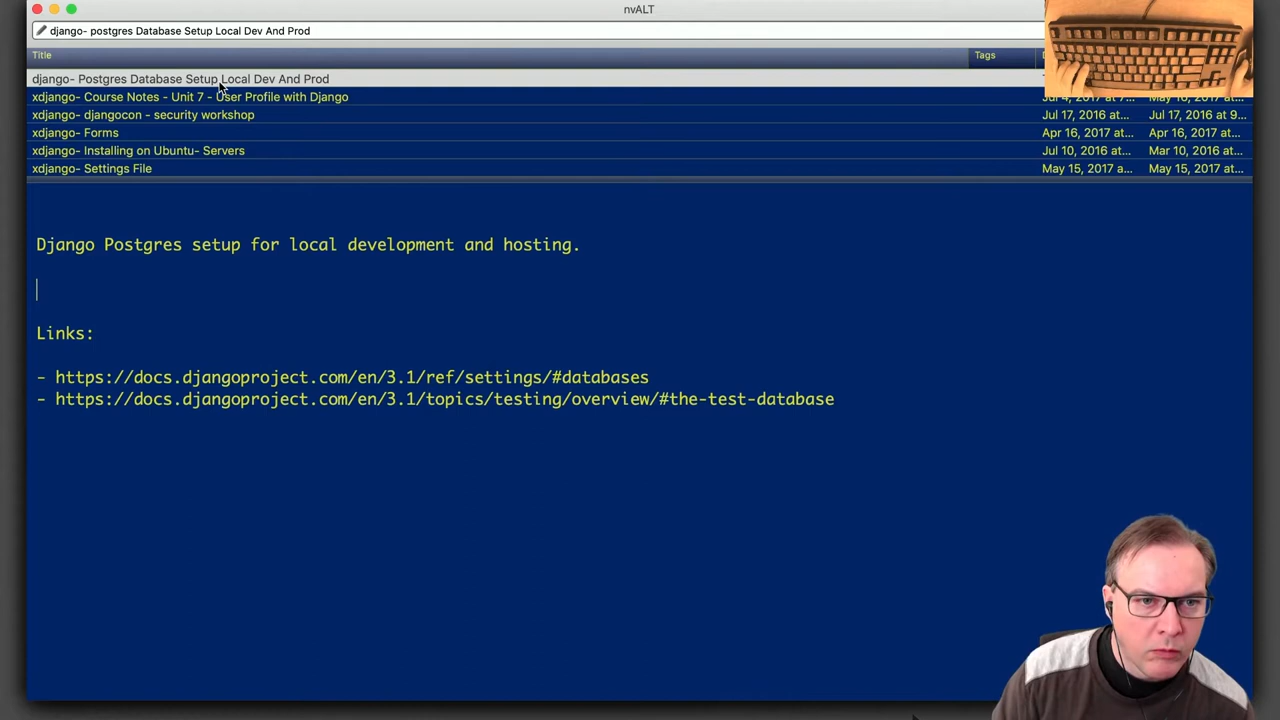 nvALT
django- postgres Database Setup Local Dev And Prod
Title Tags
django- Postgres Database Setup Local Dev And Prod
xdjango- Course Notes - Unit 7 - User Profile with Django
xdjango- djangocon - security workshop Jul 17, 2016 at... Jul 17, 2016 at 9...
xdjango- Forms Apr 16, 2017 at... Apr 16, 2017 at...
xdjango- Installing on Ubuntu- Servers Jul 10, 2016 at... Mar 10, 2016 at...
xdjango- Settings File May 15, 2017 a... May 15, 2017 at...
Django Postgres setup for local development and hosting.
Links:
- https://docs.djangoproject.com/en/3.1/ref/settings/#databases
- https://docs.djangoproject.com/en/3.1/topics/testing/overview/#the-test-database